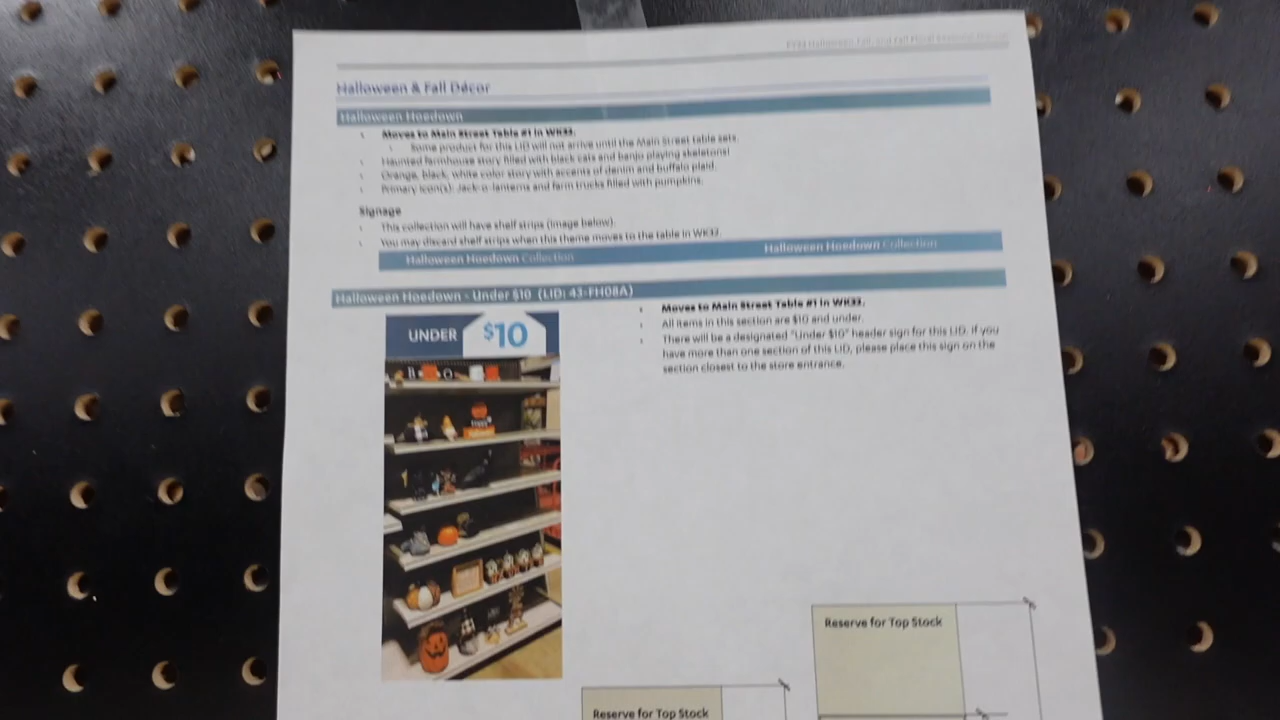 FY22 Halloween, Fall, and Fall Floral Seasonal
Halloween & Fall Décor
Halloween Hoedown
Moves to Main Street Table #1 in WK33.
Some product for this LID will not arrive until the Main Street table sets.
Haunted farmhouse story filled with black cats and banjo playing skeletons!
Orange, black, white color story with accents of denim and buffalo plaid.
Primary Icon(s): Jack-o-lanterns and farm trucks filled with pumpkins.
Signage
This collection will have shelf strips (image below).
You may discard shelf strips when this theme moves to the table in WK33.
Halloween Hoedown Collection
Halloween Hoedown Collection
Halloween Hoedown - Under $10 (LID: 43-FH08A)
UNDER $10
Moves to Main Street Table #1 in WK33.
All items in this section are $10 and under.
There will be a designated "Under $10" header sign for this LID. If you
have more than one section of this LID, please place this sign on the
section closest to the store entrance.
Reserve for Top Stock
Reserve for Top Stock